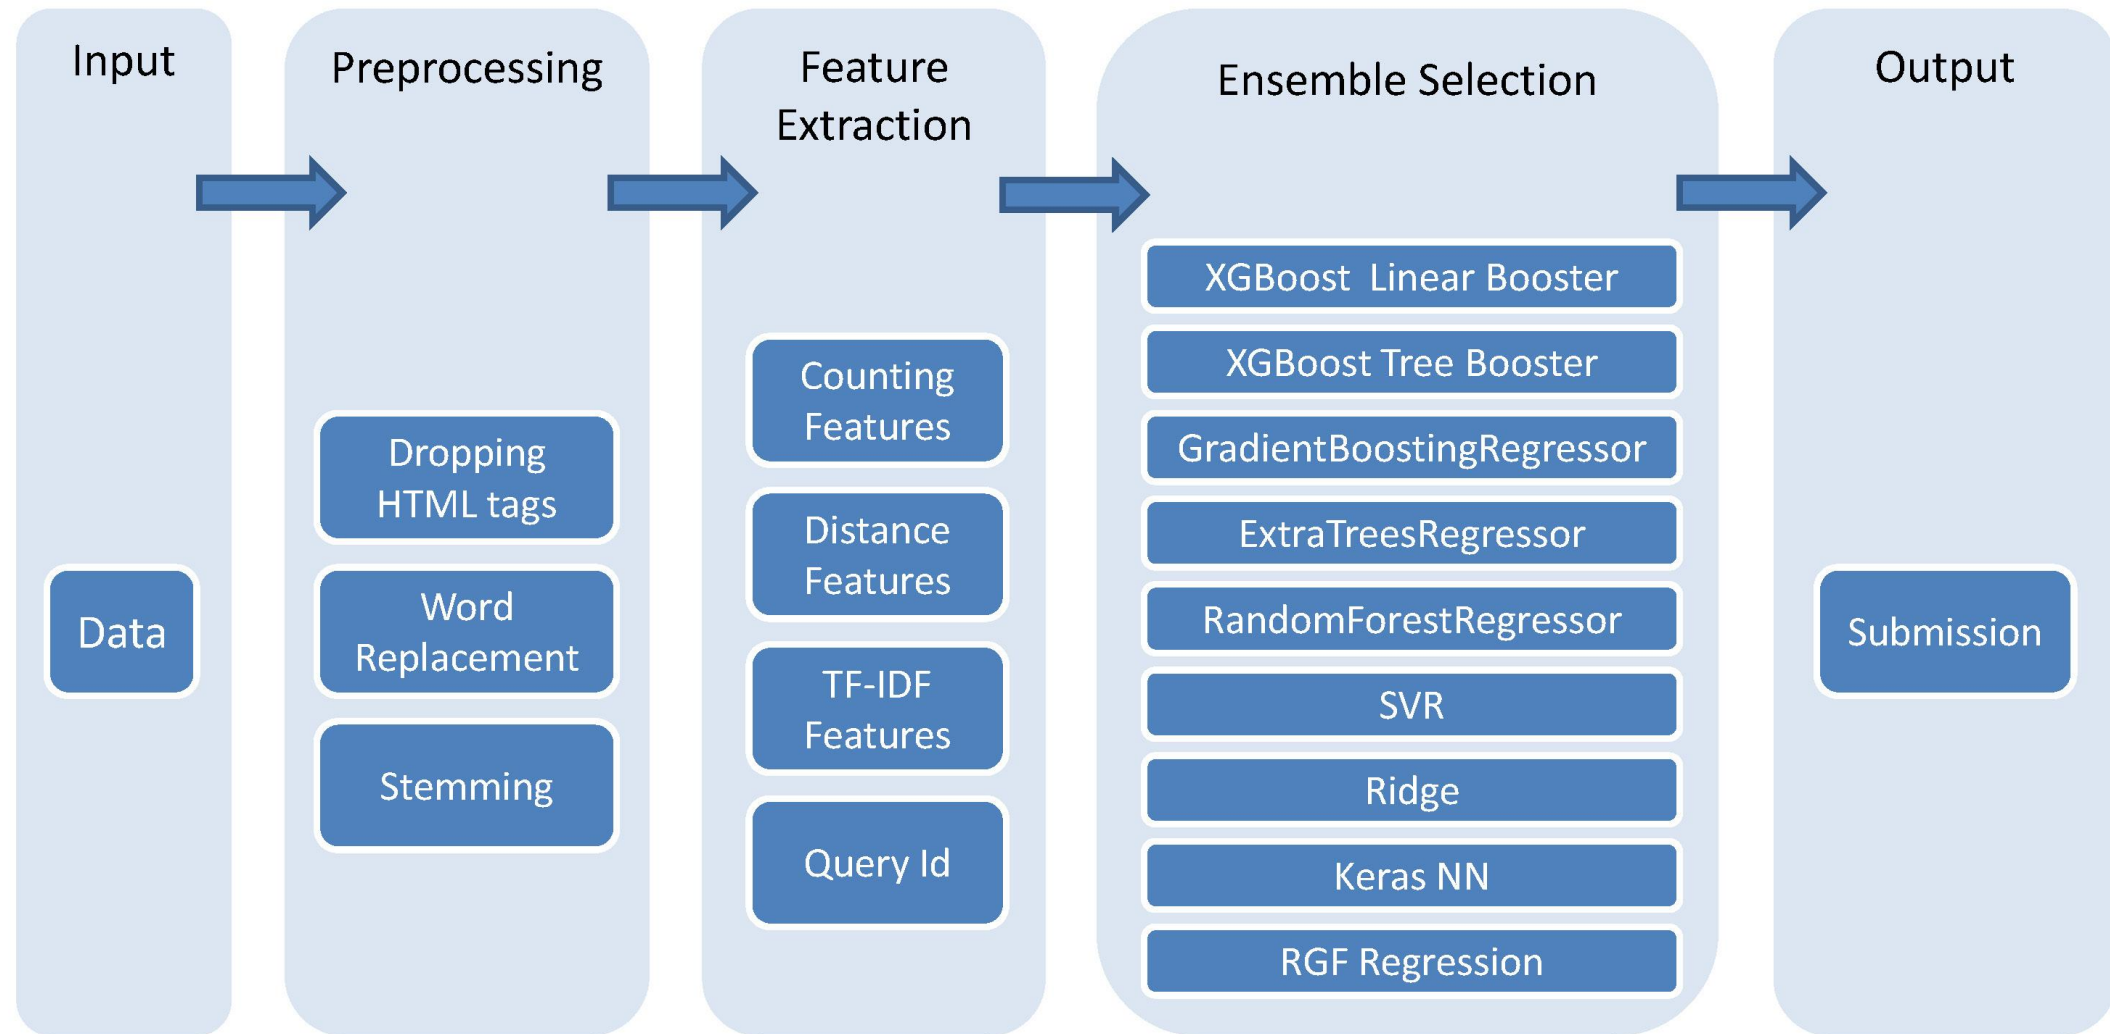 Input
Data
Preprocessing
Dropping
HTML tags
Word
Replacement
Stemming
Feature
Extraction
Counting
Features
Distance
Features
TF-IDF
Features
Query Id
Ensemble Selection
XGBoost  Linear Booster
XGBoost Tree Booster
GradientBoostingRegressor
ExtraTreesRegressor
RandomForestRegressor
SVR
Ridge
Keras NN
RGF Regression
Output
Submission